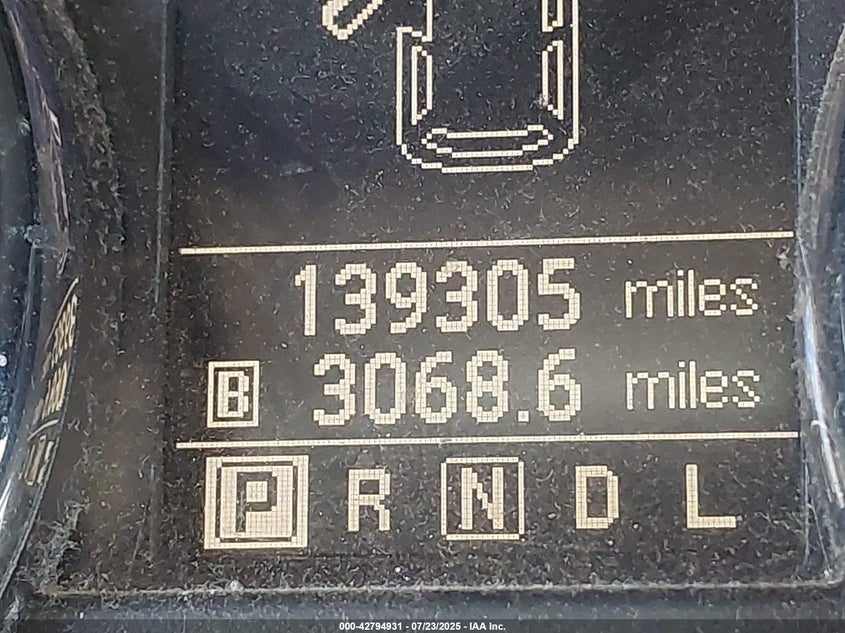 139305 miles
B 3068.6 miles
P R N D L
000-42794931 - 07/23/2025 - IAA Inc.